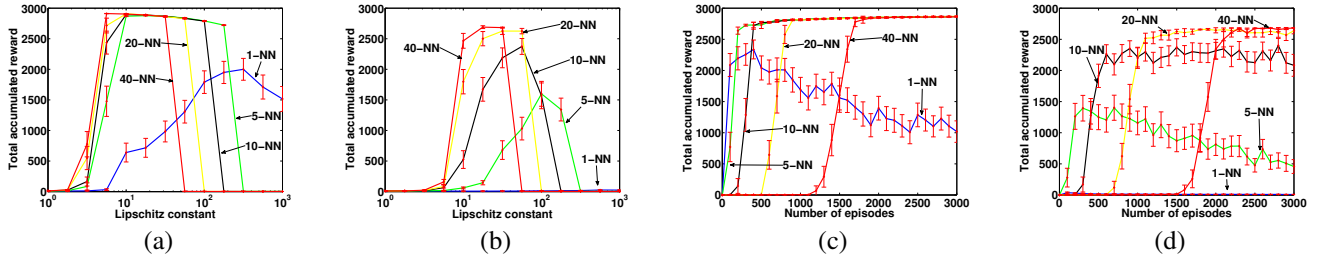 3000
2500
2000
1500
1000
500
0
Total accumulated reward
10^0
10^1
10^2
10^3
Lipschitz constant
1−NN
20−NN
40−NN
5−NN
10−NN
(a)
3000
2500
2000
1500
1000
500
0
Total accumulated reward
10^0
10^1
10^2
10^3
Lipschitz constant
20−NN
40−NN
10−NN
5−NN
1−NN
(b)
3000
2500
2000
1500
1000
500
0
Total accumulated reward
0
500
1000
1500
2000
2500
3000
Number of episodes
20−NN
40−NN
1−NN
10−NN
5−NN
(c)
3000
2500
2000
1500
1000
500
0
Total accumulated reward
0
500
1000
1500
2000
2500
3000
Number of episodes
20−NN
40−NN
10−NN
5−NN
1−NN
(d)